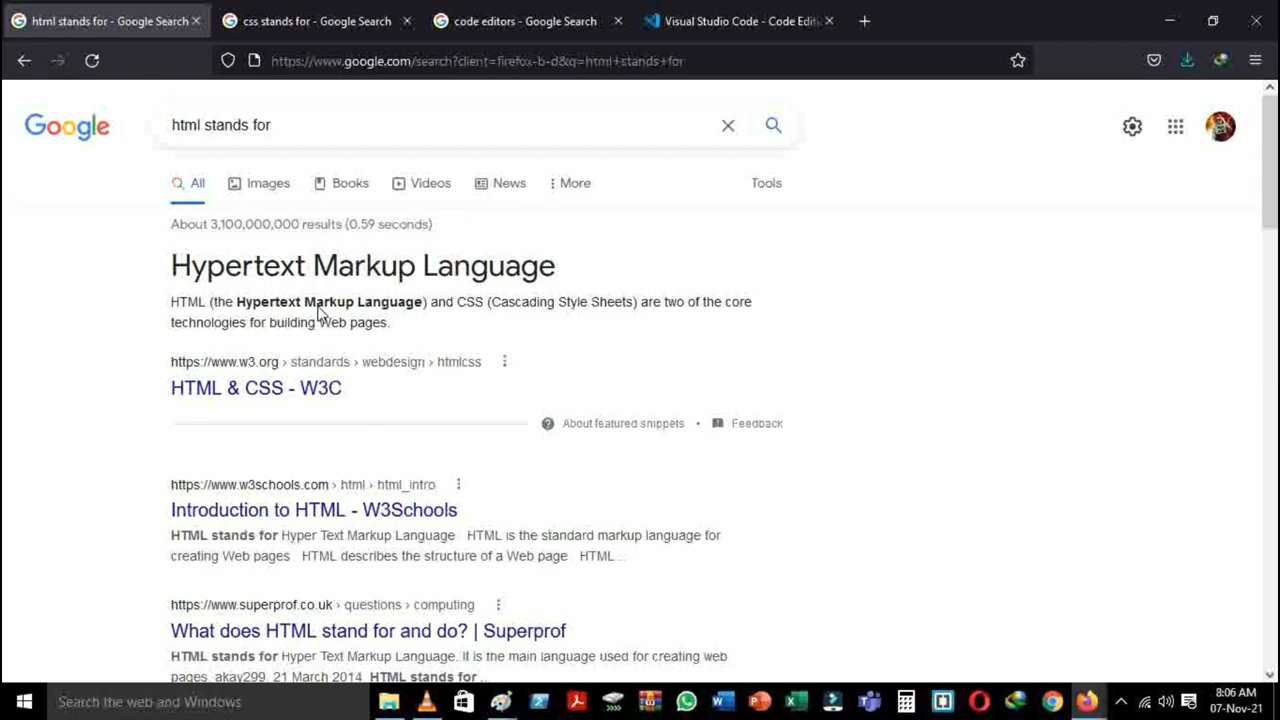 html stands for - Google Search
css stands for - Google Search
code editors - Google Search
Visual Studio Code - Code Edit
https://www.google.com/search?client=firefox-b-d&q=html+stands+for
Google
html stands for
All
Images
Books
Videos
News
More
Tools
About 3,100,000,000 results (0.59 seconds)
Hypertext Markup Language
HTML (the Hypertext Markup Language) and CSS (Cascading Style Sheets) are two of the core
technologies for building Web pages.
https://www.w3.org › standards › webdesign › htmlcss
HTML & CSS - W3C
About featured snippets • Feedback
https://www.w3schools.com › html › html_intro
Introduction to HTML - W3Schools
HTML stands for Hyper Text Markup Language HTML is the standard markup language for
creating Web pages HTML describes the structure of a Web page HTML ...
https://www.superprof.co.uk › questions › computing
What does HTML stand for and do? | Superprof
HTML stands for Hyper Text Markup Language. It is the main language used for creating web
pages akay299. 21 March 2014 HTML stands for ...
Search the web and Windows
8:06 AM
07-Nov-21